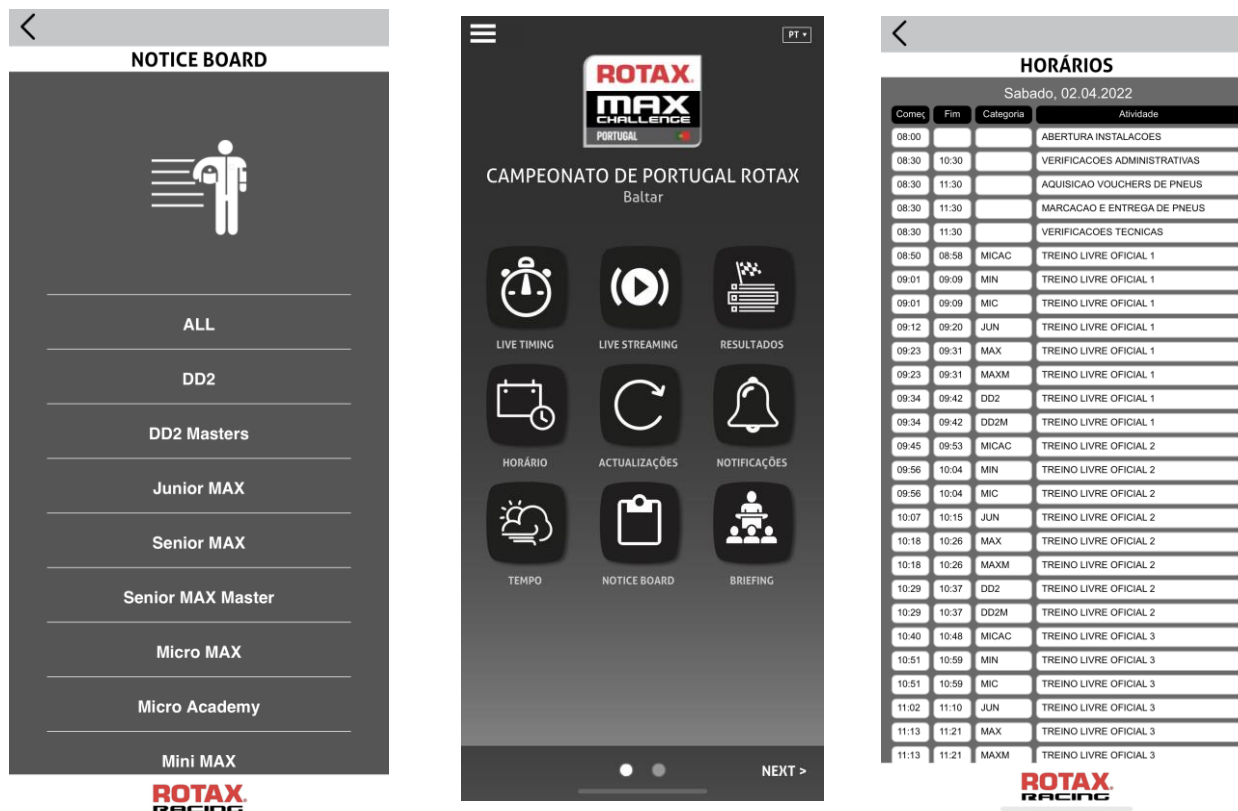 NOTICE BOARD
ALL
DD2
DD2 Masters
Junior MAX
Senior MAX
Senior MAX Master
Micro MAX
Micro Academy
Mini MAX
ROTAX.
RACING
PT
ROTAX.
MAX
CHALLENGE
PORTUGAL
CAMPEONATO DE PORTUGAL ROTAX
Baltar
LIVE TIMING LIVE STREAMING RESULTADOS
HORÁRIO ACTUALIZAÇÕES NOTIFICAÇÕES
TEMPO NOTICE BOARD BRIEFING
NEXT >
HORÁRIOS
Sabado, 02.04.2022
Começ Fim Categoria Atividade
08:00 ABERTURA INSTALACOES
08:30 10:30 VERIFICACOES ADMINISTRATIVAS
08:30 11:30 AQUISICAO VOUCHERS DE PNEUS
08:30 11:30 MARCACAO E ENTREGA DE PNEUS
08:30 11:30 VERIFICACOES TECNICAS
08:50 08:58 MICAC TREINO LIVRE OFICIAL 1
09:01 09:09 MIN TREINO LIVRE OFICIAL 1
09:01 09:09 MIC TREINO LIVRE OFICIAL 1
09:12 09:20 JUN TREINO LIVRE OFICIAL 1
09:23 09:31 MAX TREINO LIVRE OFICIAL 1
09:23 09:31 MAXM TREINO LIVRE OFICIAL 1
09:34 09:42 DD2 TREINO LIVRE OFICIAL 1
09:34 09:42 DD2M TREINO LIVRE OFICIAL 1
09:45 09:53 MICAC TREINO LIVRE OFICIAL 2
09:56 10:04 MIN TREINO LIVRE OFICIAL 2
09:56 10:04 MIC TREINO LIVRE OFICIAL 2
10:07 10:15 JUN TREINO LIVRE OFICIAL 2
10:18 10:26 MAX TREINO LIVRE OFICIAL 2
10:18 10:26 MAXM TREINO LIVRE OFICIAL 2
10:29 10:37 DD2 TREINO LIVRE OFICIAL 2
10:29 10:37 DD2M TREINO LIVRE OFICIAL 2
10:40 10:48 MICAC TREINO LIVRE OFICIAL 3
10:51 10:59 MIN TREINO LIVRE OFICIAL 3
10:51 10:59 MIC TREINO LIVRE OFICIAL 3
11:02 11:10 JUN TREINO LIVRE OFICIAL 3
11:13 11:21 MAX TREINO LIVRE OFICIAL 3
11:13 11:21 MAXM TREINO LIVRE OFICIAL 3
ROTAX.
RACING